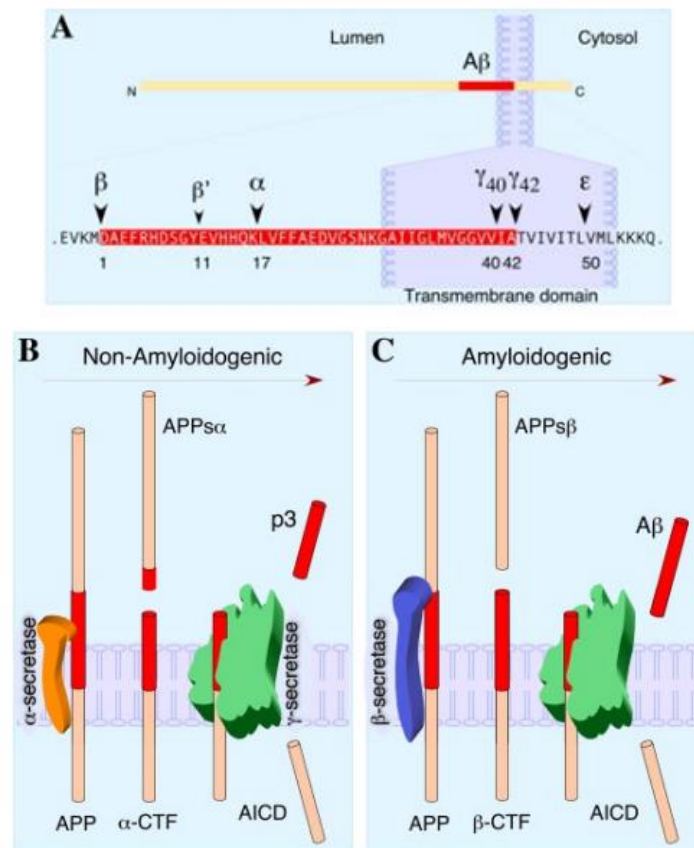 A
Lumen Cytosol
Aβ
N C
β β' α γ40 γ42 ε
.EVKMDAEFRHDSGYEVHHQKLVFFAEDVGSNKGAIIGLMVGGVVIATVIVITLVMLKKKQ.
1 11 17 40 42 50
Transmembrane domain
B Non-Amyloidogenic
APPsα
p3
α-secretase
γ-secretase
AICD
APP α-CTF
C Amyloidogenic
APPsβ
Aβ
β-secretase
AICD
APP β-CTF